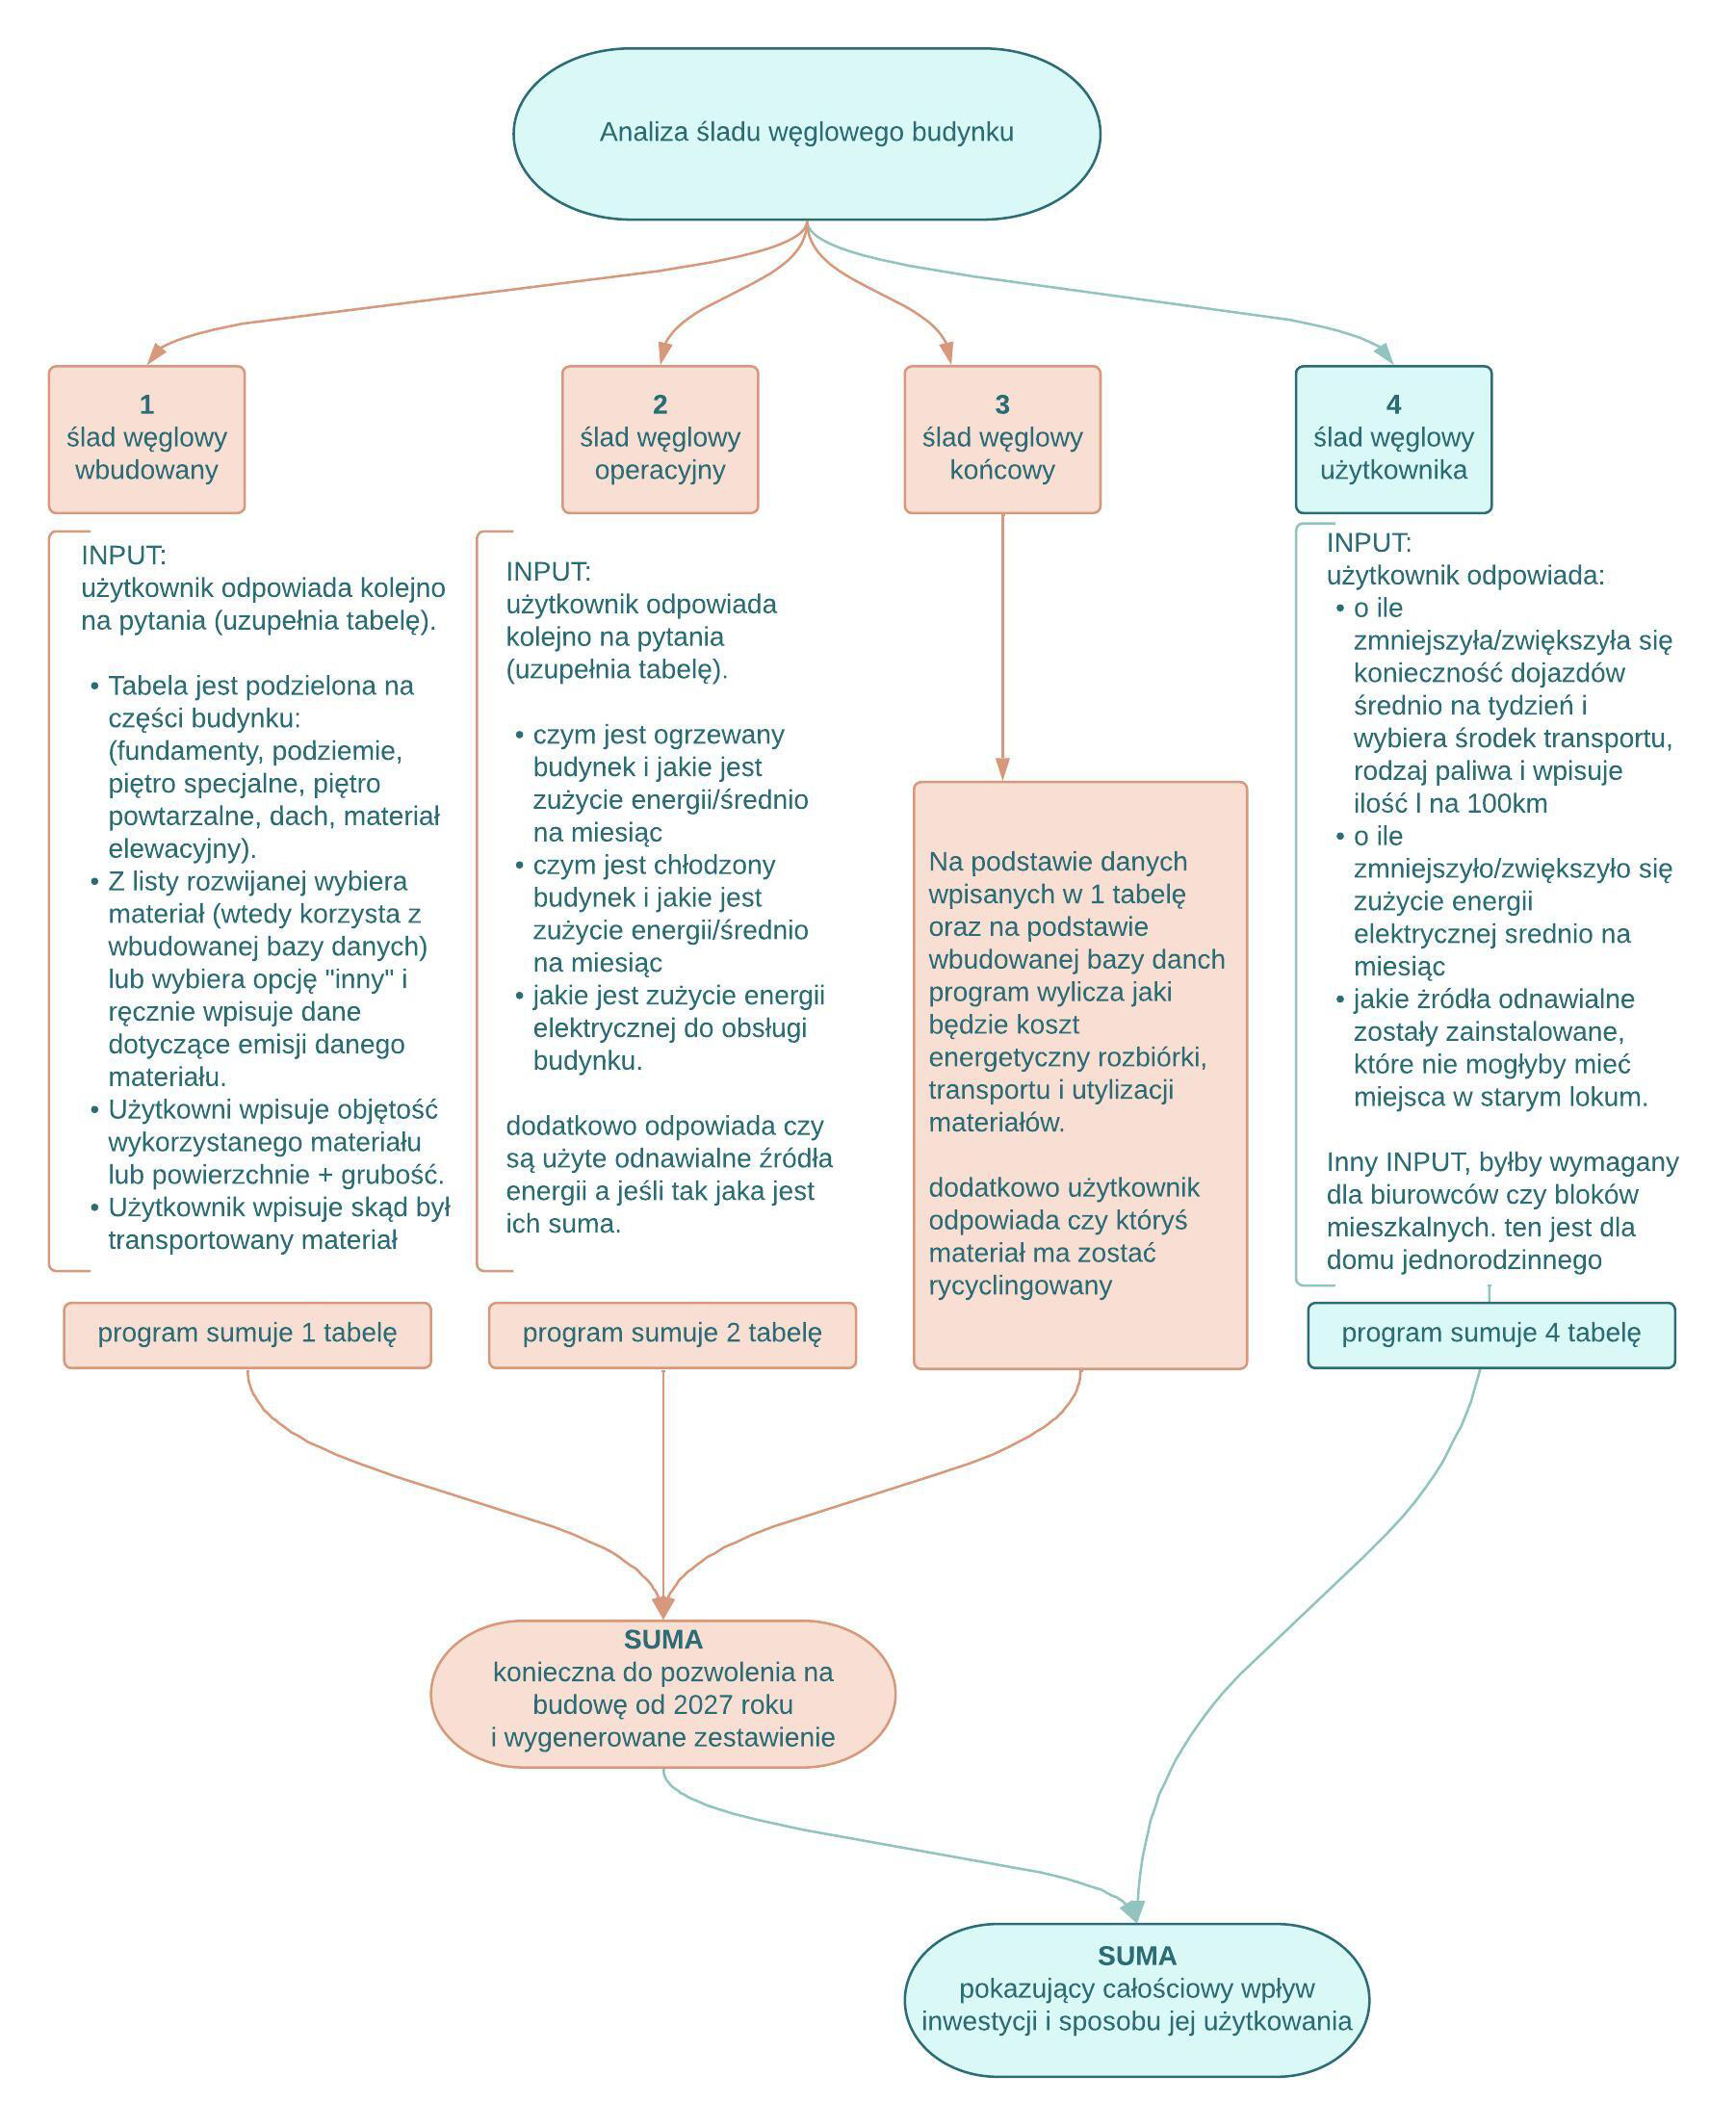 Analiza śladu węglowego budynku
1
ślad węglowy
wbudowany
2
ślad węglowy
operacyjny
3
ślad węglowy
końcowy
4
ślad węglowy
użytkownika
INPUT:
użytkownik odpowiada kolejno
na pytania (uzupełnia tabelę).
• Tabela jest podzielona na
części budynku:
(fundamenty, podziemie,
piętro specjalne, piętro
powtarzalne, dach, materiał
elewacyjny).
• Z listy rozwijanej wybiera
materiał (wtedy korzysta z
wbudowanej bazy danych)
lub wybiera opcję "inny" i
ręcznie wpisuje dane
dotyczące emisji danego
materiału.
• Użytkowni wpisuje objętość
wykorzystanego materiału
lub powierzchnie + grubość.
• Użytkownik wpisuje skąd był
transportowany materiał
program sumuje 1 tabelę
INPUT:
użytkownik odpowiada
kolejno na pytania
(uzupełnia tabelę).
• czym jest ogrzewany
budynek i jakie jest
zużycie energii/średnio
na miesiąc
• czym jest chłodzony
budynek i jakie jest
zużycie energii/średnio
na miesiąc
• jakie jest zużycie energii
elektrycznej do obsługi
budynku.
dodatkowo odpowiada czy
są użyte odnawialne źródła
energii a jeśli tak jaka jest
ich suma.
program sumuje 2 tabelę
Na podstawie danych
wpisanych w 1 tabelę
oraz na podstawie
wbudowanej bazy danch
program wylicza jaki
będzie koszt
energetyczny rozbiórki,
transportu i utylizacji
materiałów.
dodatkowo użytkownik
odpowiada czy któryś
materiał ma zostać
rycyclingowany
INPUT:
użytkownik odpowiada:
• o ile
zmniejszyła/zwiększyła się
konieczność dojazdów
średnio na tydzień i
wybiera środek transportu,
rodzaj paliwa i wpisuje
ilość l na 100km
• o ile
zmniejszyło/zwiększyło się
zużycie energii
elektrycznej srednio na
miesiąc
• jakie żródła odnawialne
zostały zainstalowane,
które nie mogłyby mieć
miejsca w starym lokum.
Inny INPUT, byłby wymagany
dla biurowców czy bloków
mieszkalnych. ten jest dla
domu jednorodzinnego
program sumuje 4 tabelę
SUMA
konieczna do pozwolenia na
budowę od 2027 roku
i wygenerowane zestawienie
SUMA
pokazujący całościowy wpływ
inwestycji i sposobu jej użytkowania